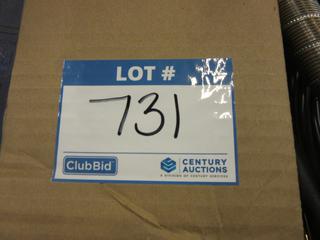 LOT #
731
ClubBid
CENTURY
AUCTIONS
A DIVISION OF CENTURY SERVICES